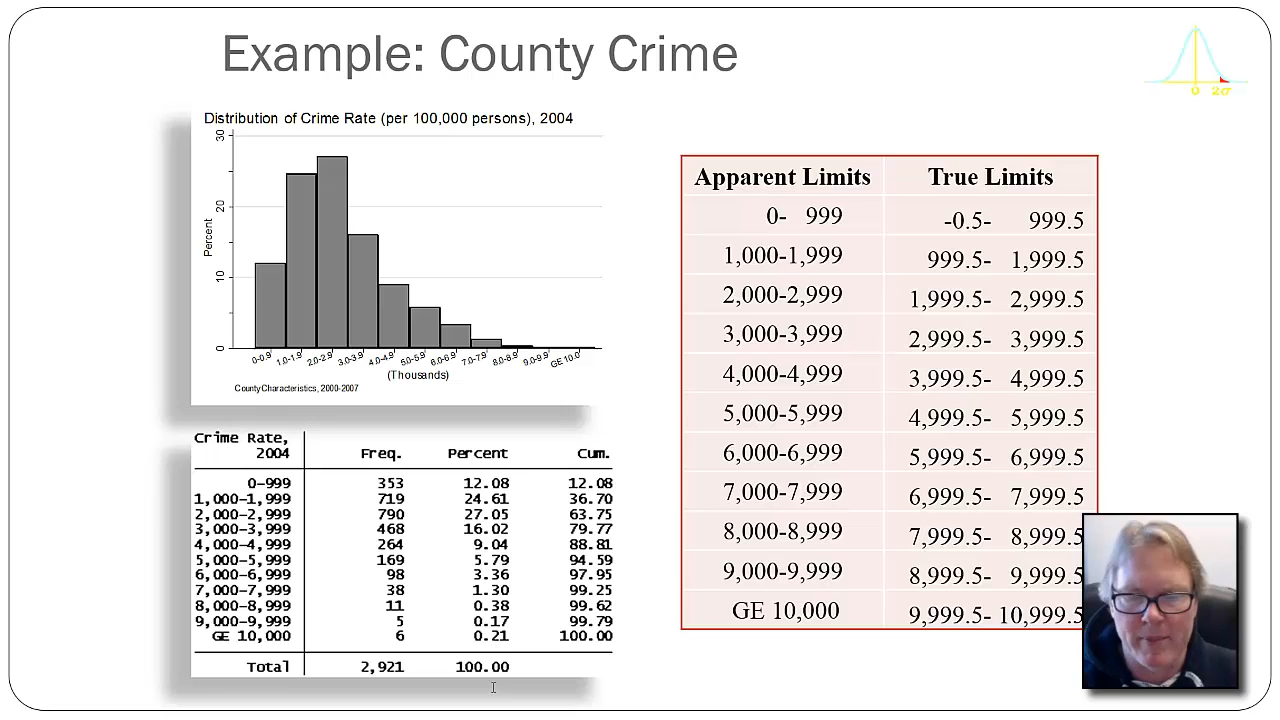 Example: County Crime
0 2σ
Distribution of Crime Rate (per 100,000 persons), 2004
Percent
30
20
10
0
0-0.9 1.0-1.9 2.0-2.9 3.0-3.9 4.0-4.9 5.0-5.9 6.0-6.9 7.0-7.9 8.0-8.9 9.0-9.9 GE 10.0
(Thousands)
County Characteristics, 2000-2007
Crime Rate,
2004 Freq. Percent Cum.
0-999 353 12.08 12.08
1,000-1,999 719 24.61 36.70
2,000-2,999 790 27.05 63.75
3,000-3,999 468 16.02 79.77
4,000-4,999 264 9.04 88.81
5,000-5,999 169 5.79 94.59
6,000-6,999 98 3.36 97.95
7,000-7,999 38 1.30 99.25
8,000-8,999 11 0.38 99.62
9,000-9,999 5 0.17 99.79
GE 10,000 6 0.21 100.00
Total 2,921 100.00
Apparent Limits True Limits
0- 999 -0.5- 999.5
1,000-1,999 999.5- 1,999.5
2,000-2,999 1,999.5- 2,999.5
3,000-3,999 2,999.5- 3,999.5
4,000-4,999 3,999.5- 4,999.5
5,000-5,999 4,999.5- 5,999.5
6,000-6,999 5,999.5- 6,999.5
7,000-7,999 6,999.5- 7,999.5
8,000-8,999 7,999.5- 8,999.5
9,000-9,999 8,999.5- 9,999.5
GE 10,000 9,999.5- 10,999.5